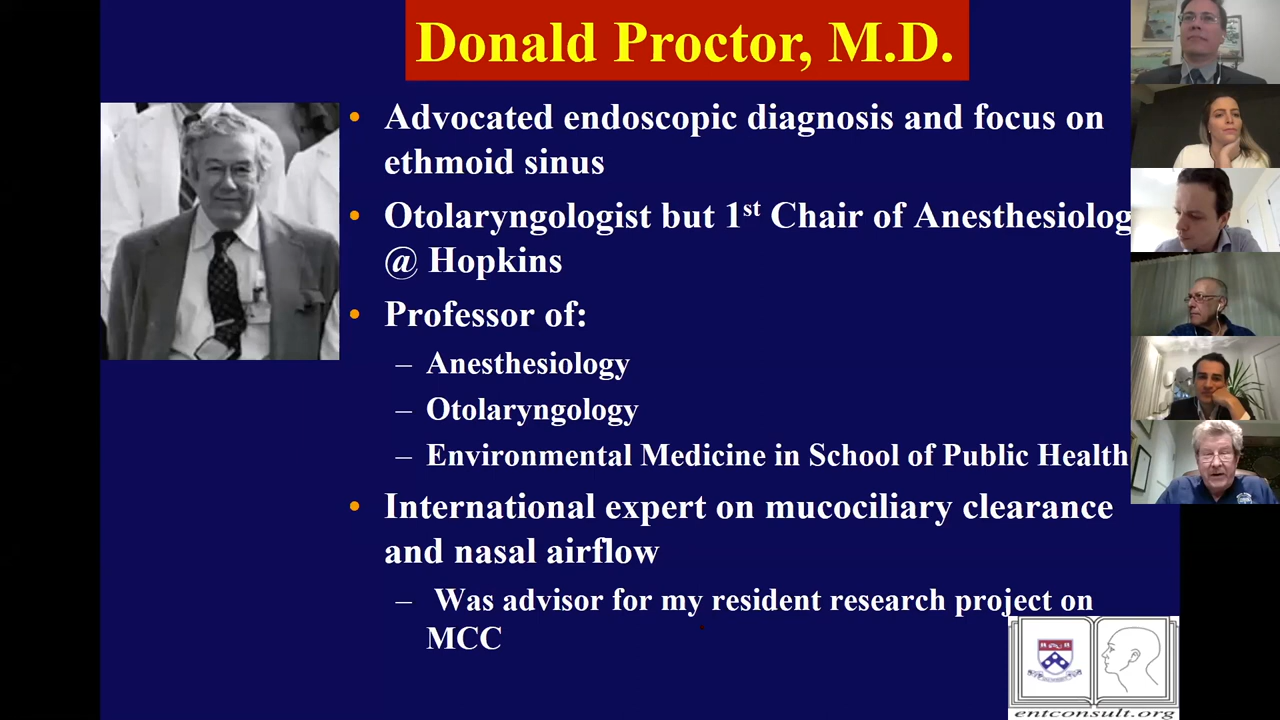 Donald Proctor, M.D.
• Advocated endoscopic diagnosis and focus on
ethmoid sinus
• Otolaryngologist but 1st Chair of Anesthesiolog
@ Hopkins
• Professor of:
– Anesthesiology
– Otolaryngology
– Environmental Medicine in School of Public Health
• International expert on mucociliary clearance
and nasal airflow
– Was advisor for my resident research project on
MCC
entconsult.org